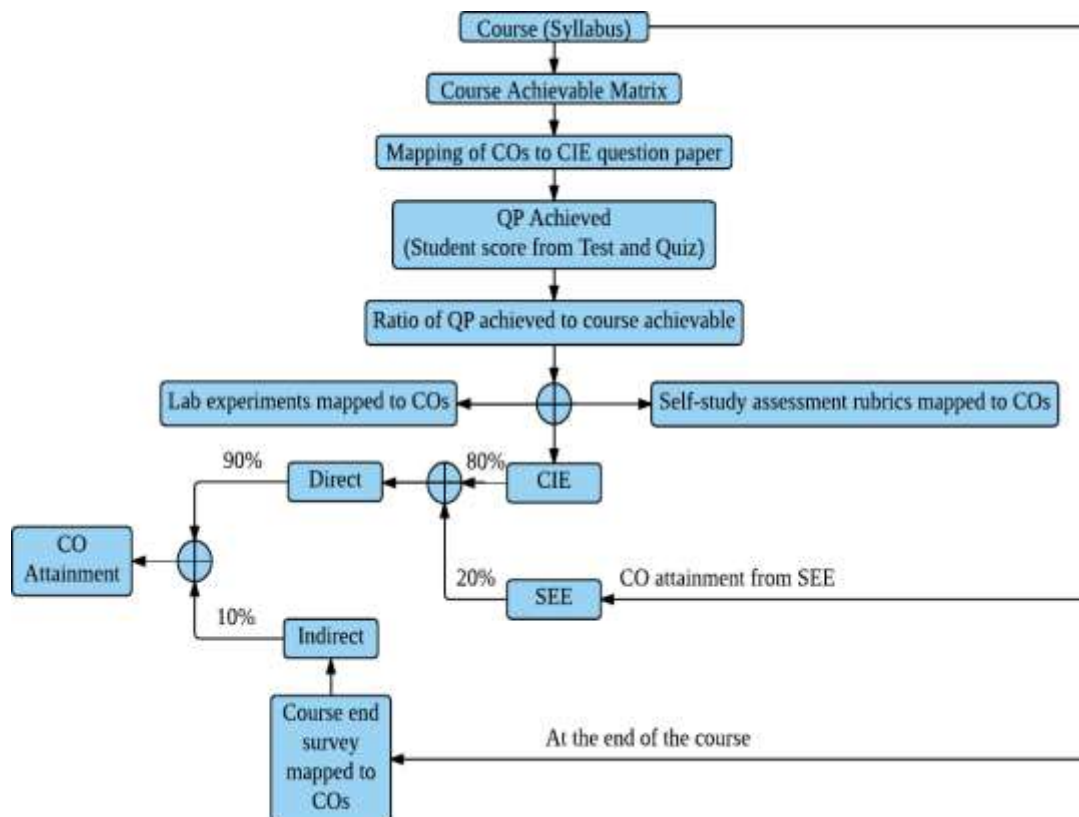 Course (Syllabus)
Course Achievable Matrix
Mapping of COs to CIE question paper
QP Achieved
(Student score from Test and Quiz)
Ratio of QP achieved to course achievable
Lab experiments mapped to COs
Self-study assessment rubrics mapped to COs
90%
Direct
80%
CIE
CO
Attainment
20%
SEE
CO attainment from SEE
10%
Indirect
Course end
survey
mapped to
COs
At the end of the course